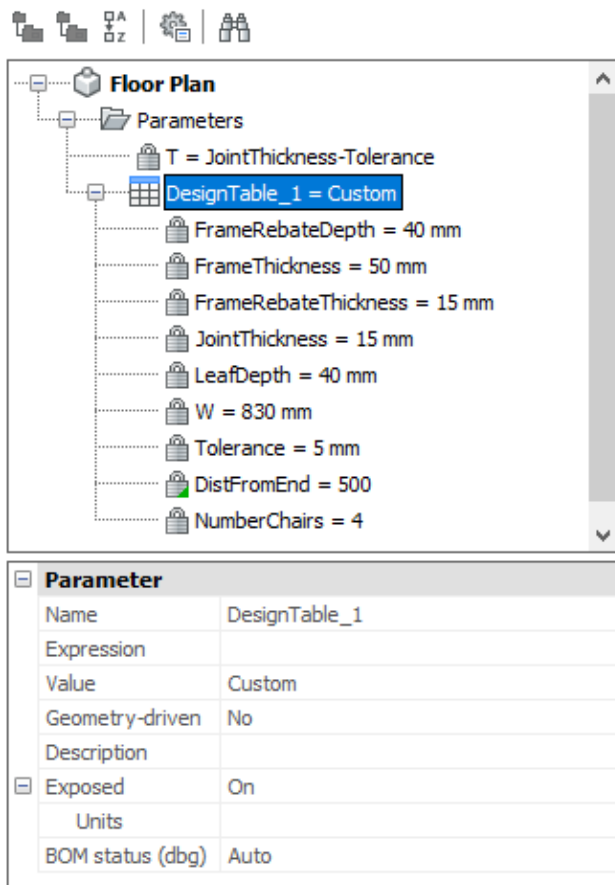 A
Z
Floor Plan
Parameters
T = JointThickness-Tolerance
DesignTable_1 = Custom
FrameRebateDepth = 40 mm
FrameThickness = 50 mm
FrameRebateThickness = 15 mm
JointThickness = 15 mm
LeafDepth = 40 mm
W = 830 mm
Tolerance = 5 mm
DistFromEnd = 500
NumberChairs = 4
Parameter
Name DesignTable_1
Expression
Value Custom
Geometry-driven No
Description
Exposed On
Units
BOM status (dbg) Auto